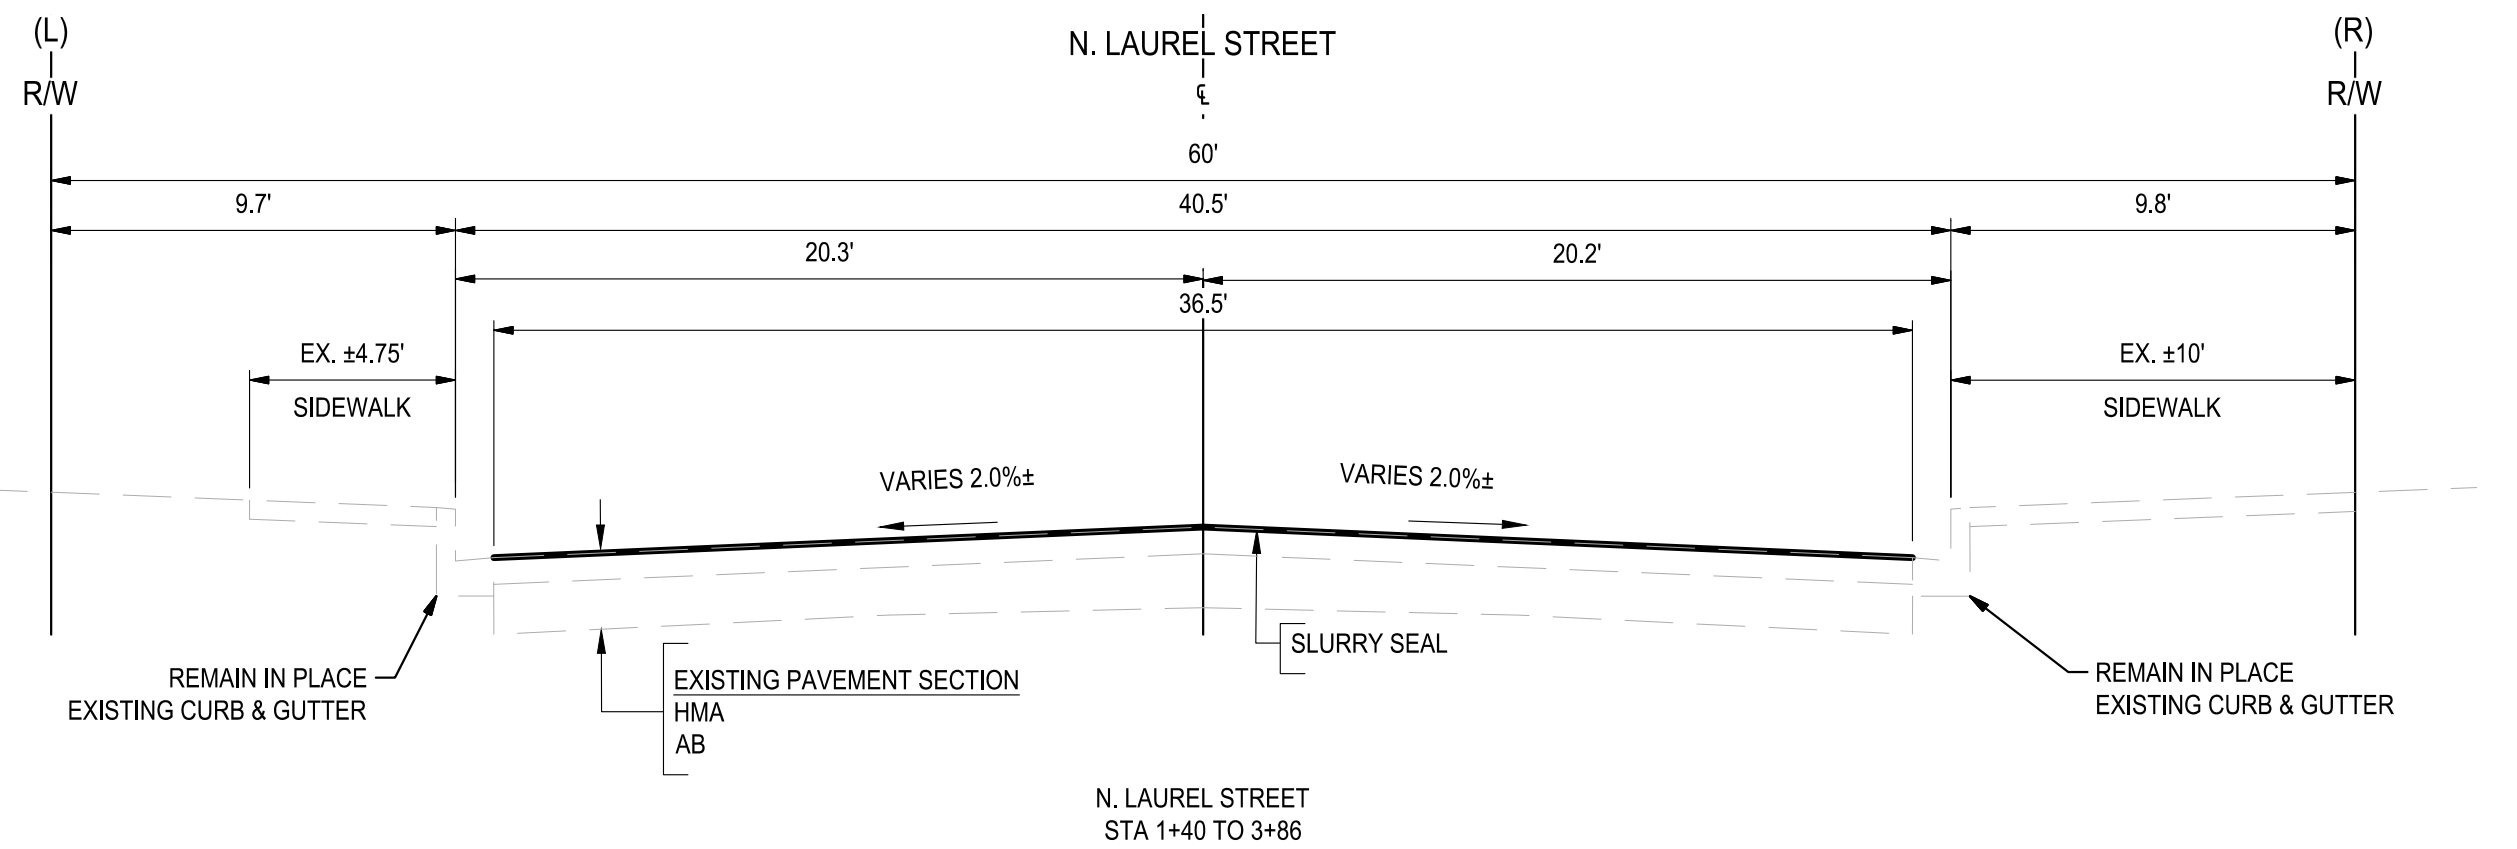 (L)
N. LAUREL STREET
(R)
R/W
℄
R/W
60'
9.7'
40.5'
9.8'
20.3'
20.2'
36.5'
EX. ±4.75'
SIDEWALK
EX. ±10'
SIDEWALK
VARIES 2.0%±
VARIES 2.0%±
SLURRY SEAL
REMAIN IN PLACE
EXISTING CURB & GUTTER
EXISTING PAVEMENT SECTION
HMA
AB
REMAIN IN PLACE
EXISTING CURB & GUTTER
N. LAUREL STREET
STA 1+40 TO 3+86